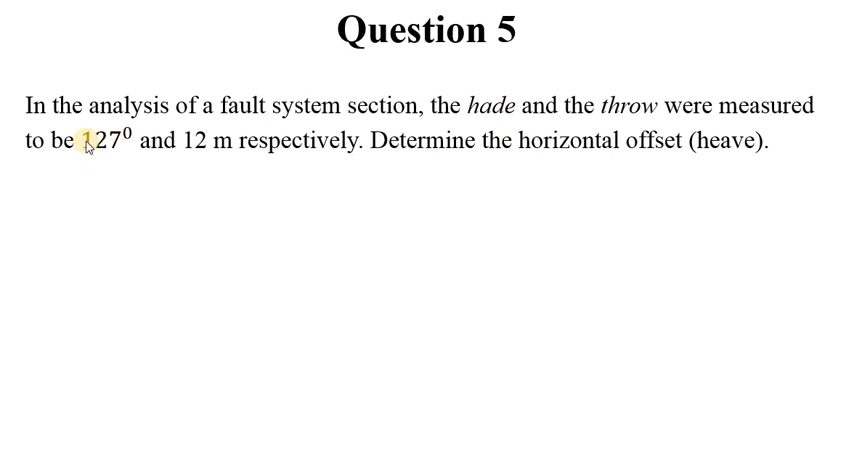 Question 5
In the analysis of a fault system section, the hade and the throw were measured
to be 127⁰ and 12 m respectively. Determine the horizontal offset (heave).